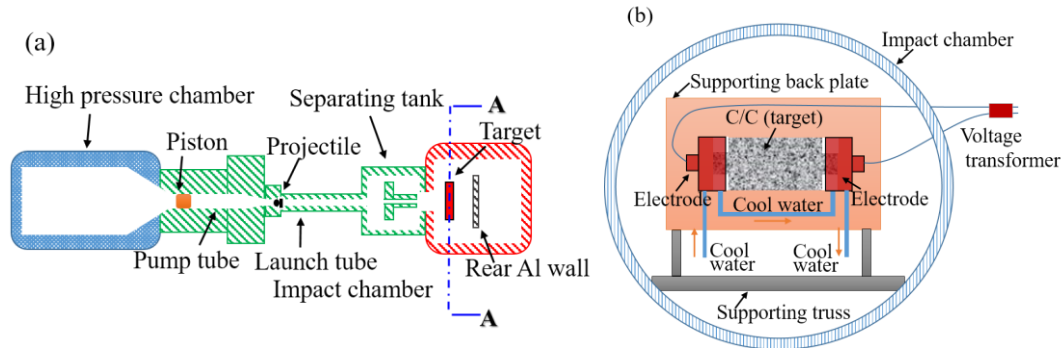 (a)
High pressure chamber
Piston
Projectile
Separating tank
A
Target
Pump tube
Launch tube
Impact chamber
Rear Al wall
A
(b)
Impact chamber
Supporting back plate
C/C (target)
Voltage
transformer
Electrode
Electrode
Cool water
Cool
water
Cool
water
Supporting truss